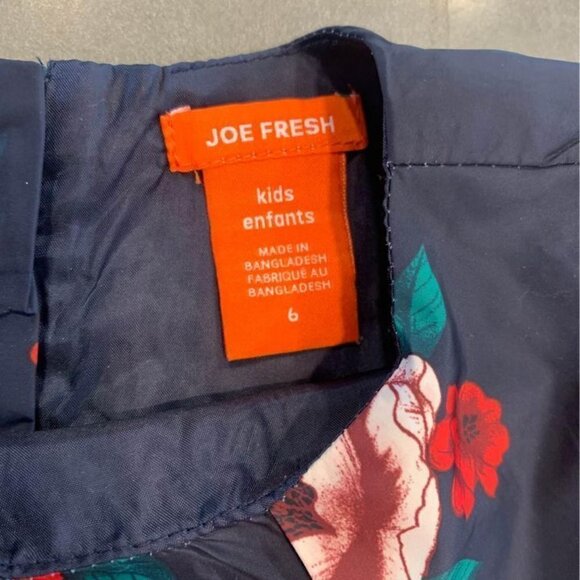 JOE FRESH
kids
enfants
MADE IN
BANGLADESH
FABRIQUÉ AU
BANGLADESH
6